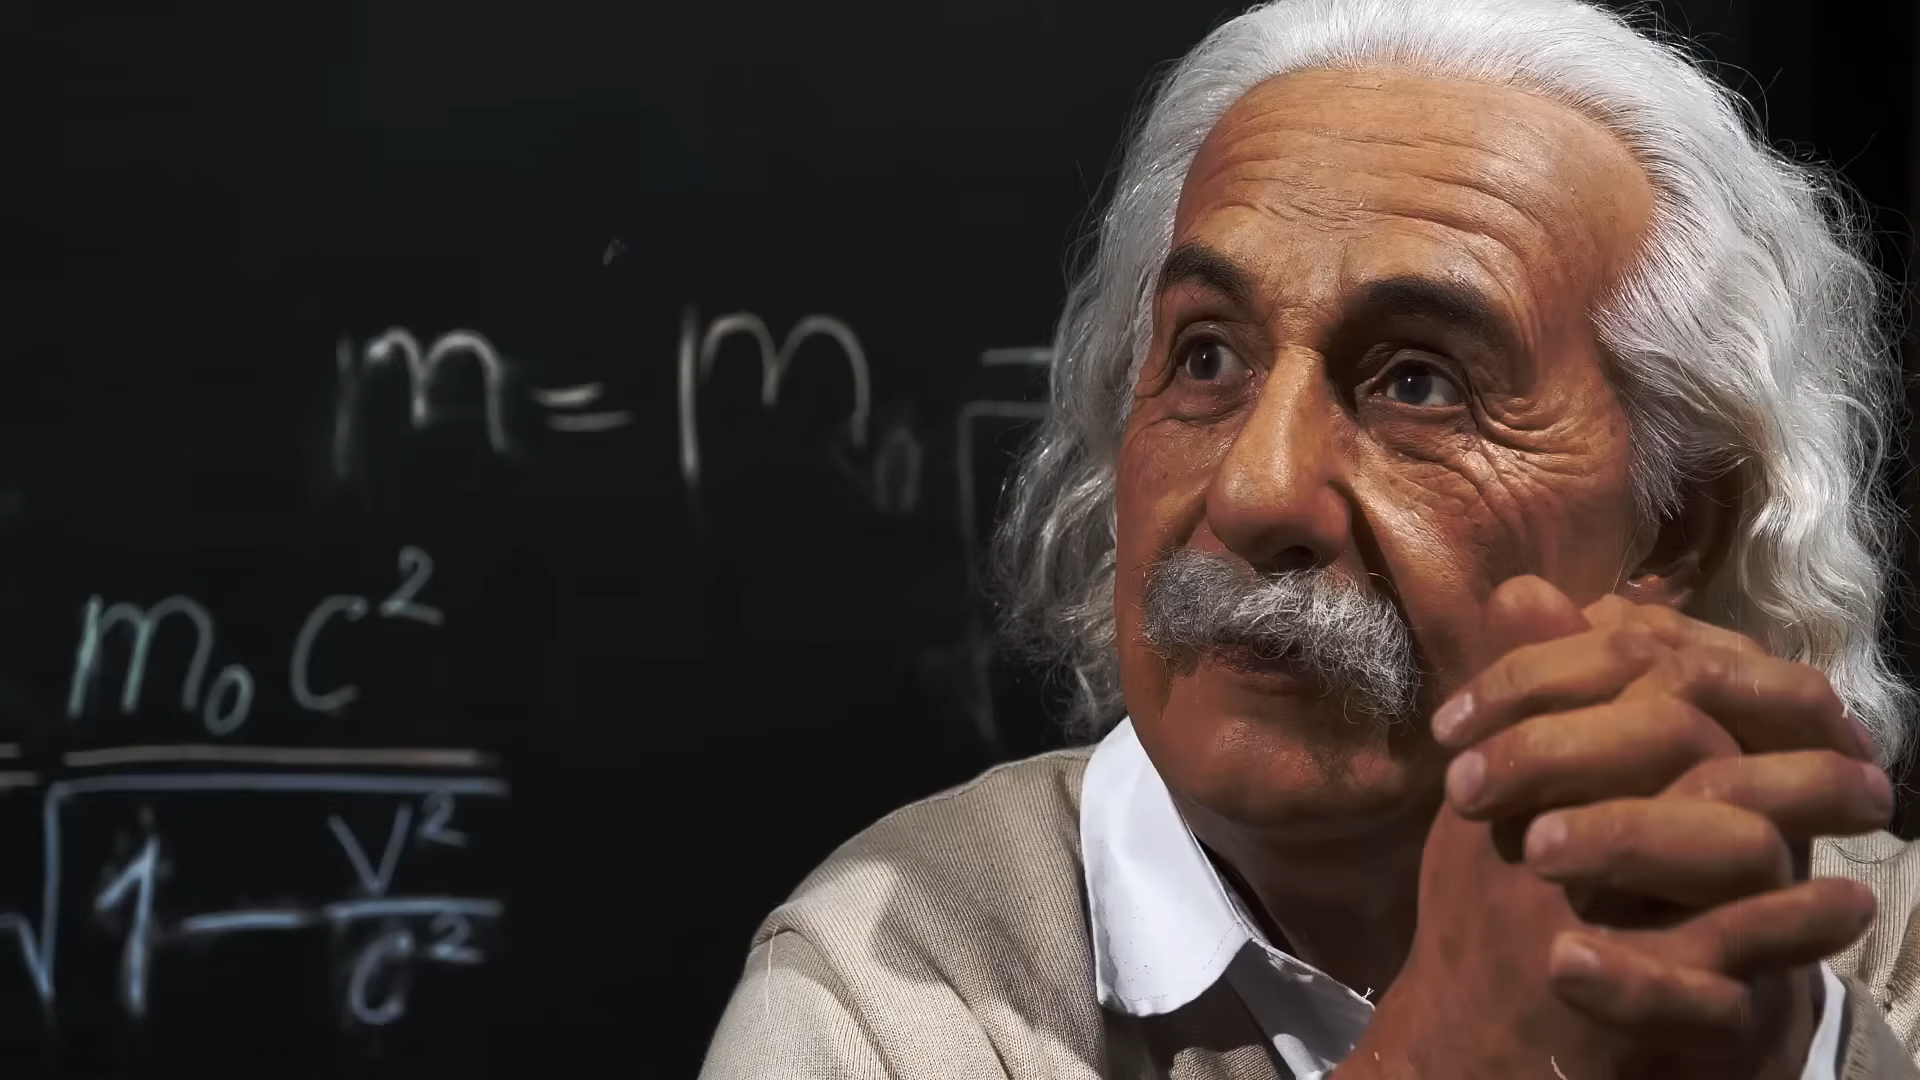 m = m₀
= m₀c² / √(1 − v²/c²)